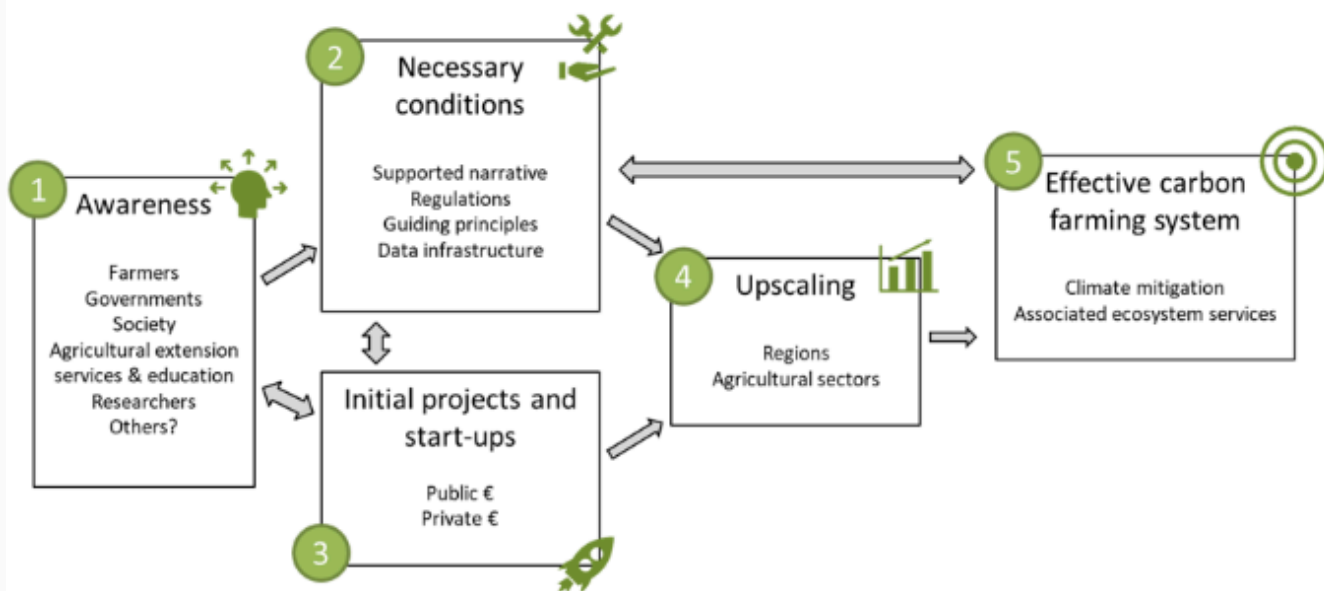 1
Awareness
Farmers
Governments
Society
Agricultural extension
services & education
Researchers
Others?
2
Necessary
conditions
Supported narrative
Regulations
Guiding principles
Data infrastructure
Initial projects and
start-ups
Public €
Private €
3
4
Upscaling
Regions
Agricultural sectors
5
Effective carbon
farming system
Climate mitigation
Associated ecosystem services